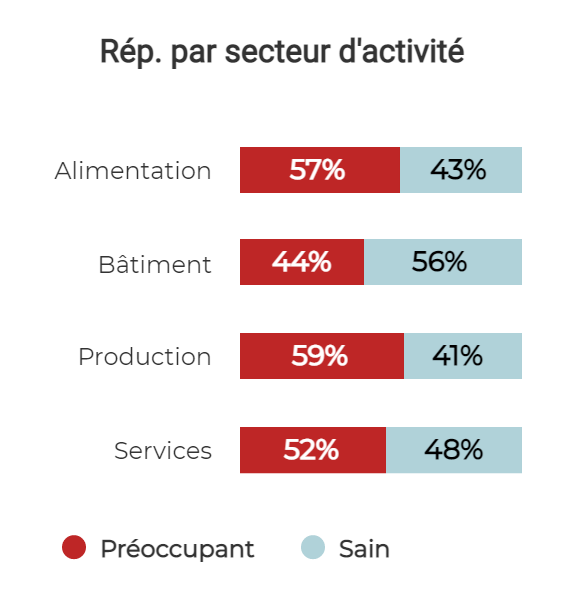 Rép. par secteur d'activité
Alimentation 57% 43%
Bâtiment 44% 56%
Production 59% 41%
Services 52% 48%
Préoccupant Sain